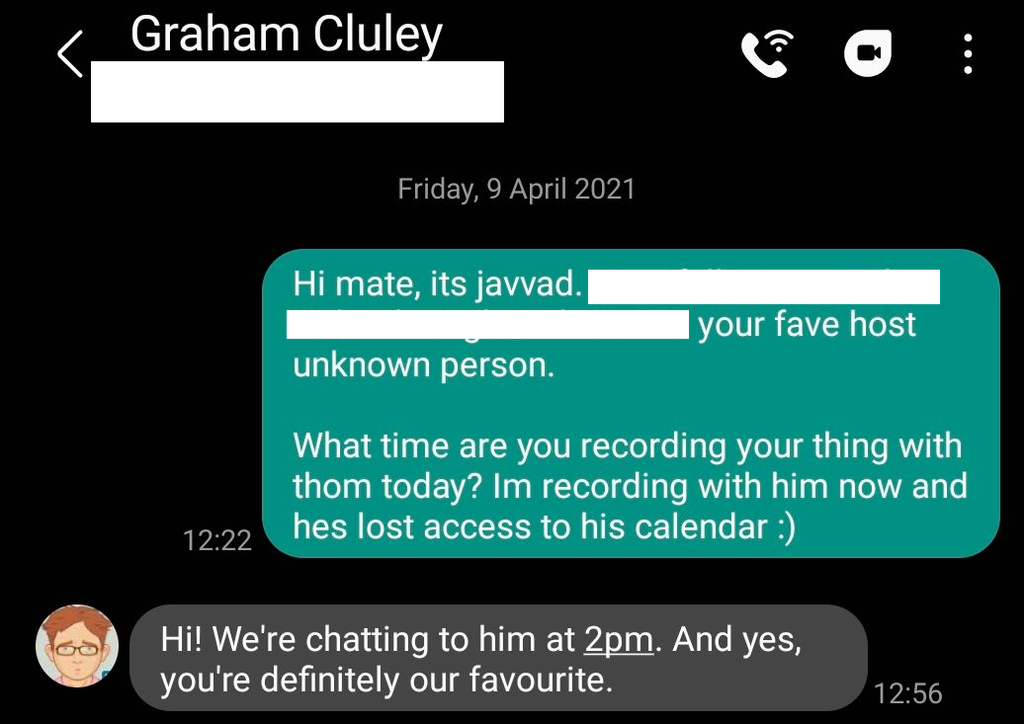 Graham Cluley
Friday, 9 April 2021
Hi mate, its javvad.
your fave host
unknown person.
What time are you recording your thing with
thom today? Im recording with him now and
hes lost access to his calendar :)
12:22
Hi! We're chatting to him at 2pm. And yes,
you're definitely our favourite.
12:56